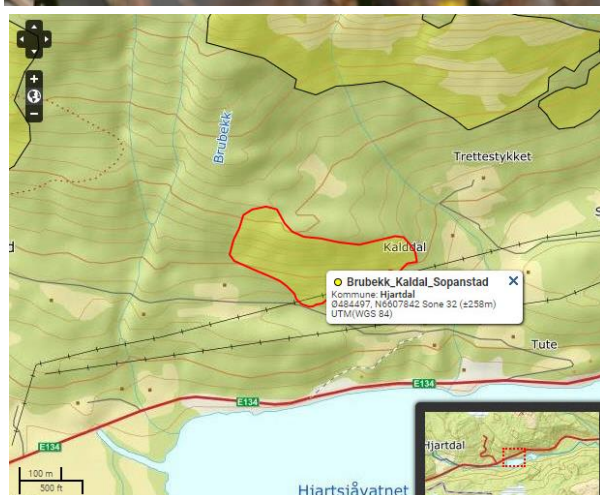 Brubekk
Trettestykket
Kalddal
Brubekk_Kaldal_Sopanstad
Kommune: Hjartdal
Ø484497, N6607842 Sone 32 (±258m)
UTM(WGS 84)
Tute
E134
E134
E134
Hjartdal
100 m
500 ft
Hjartsjåvatnet